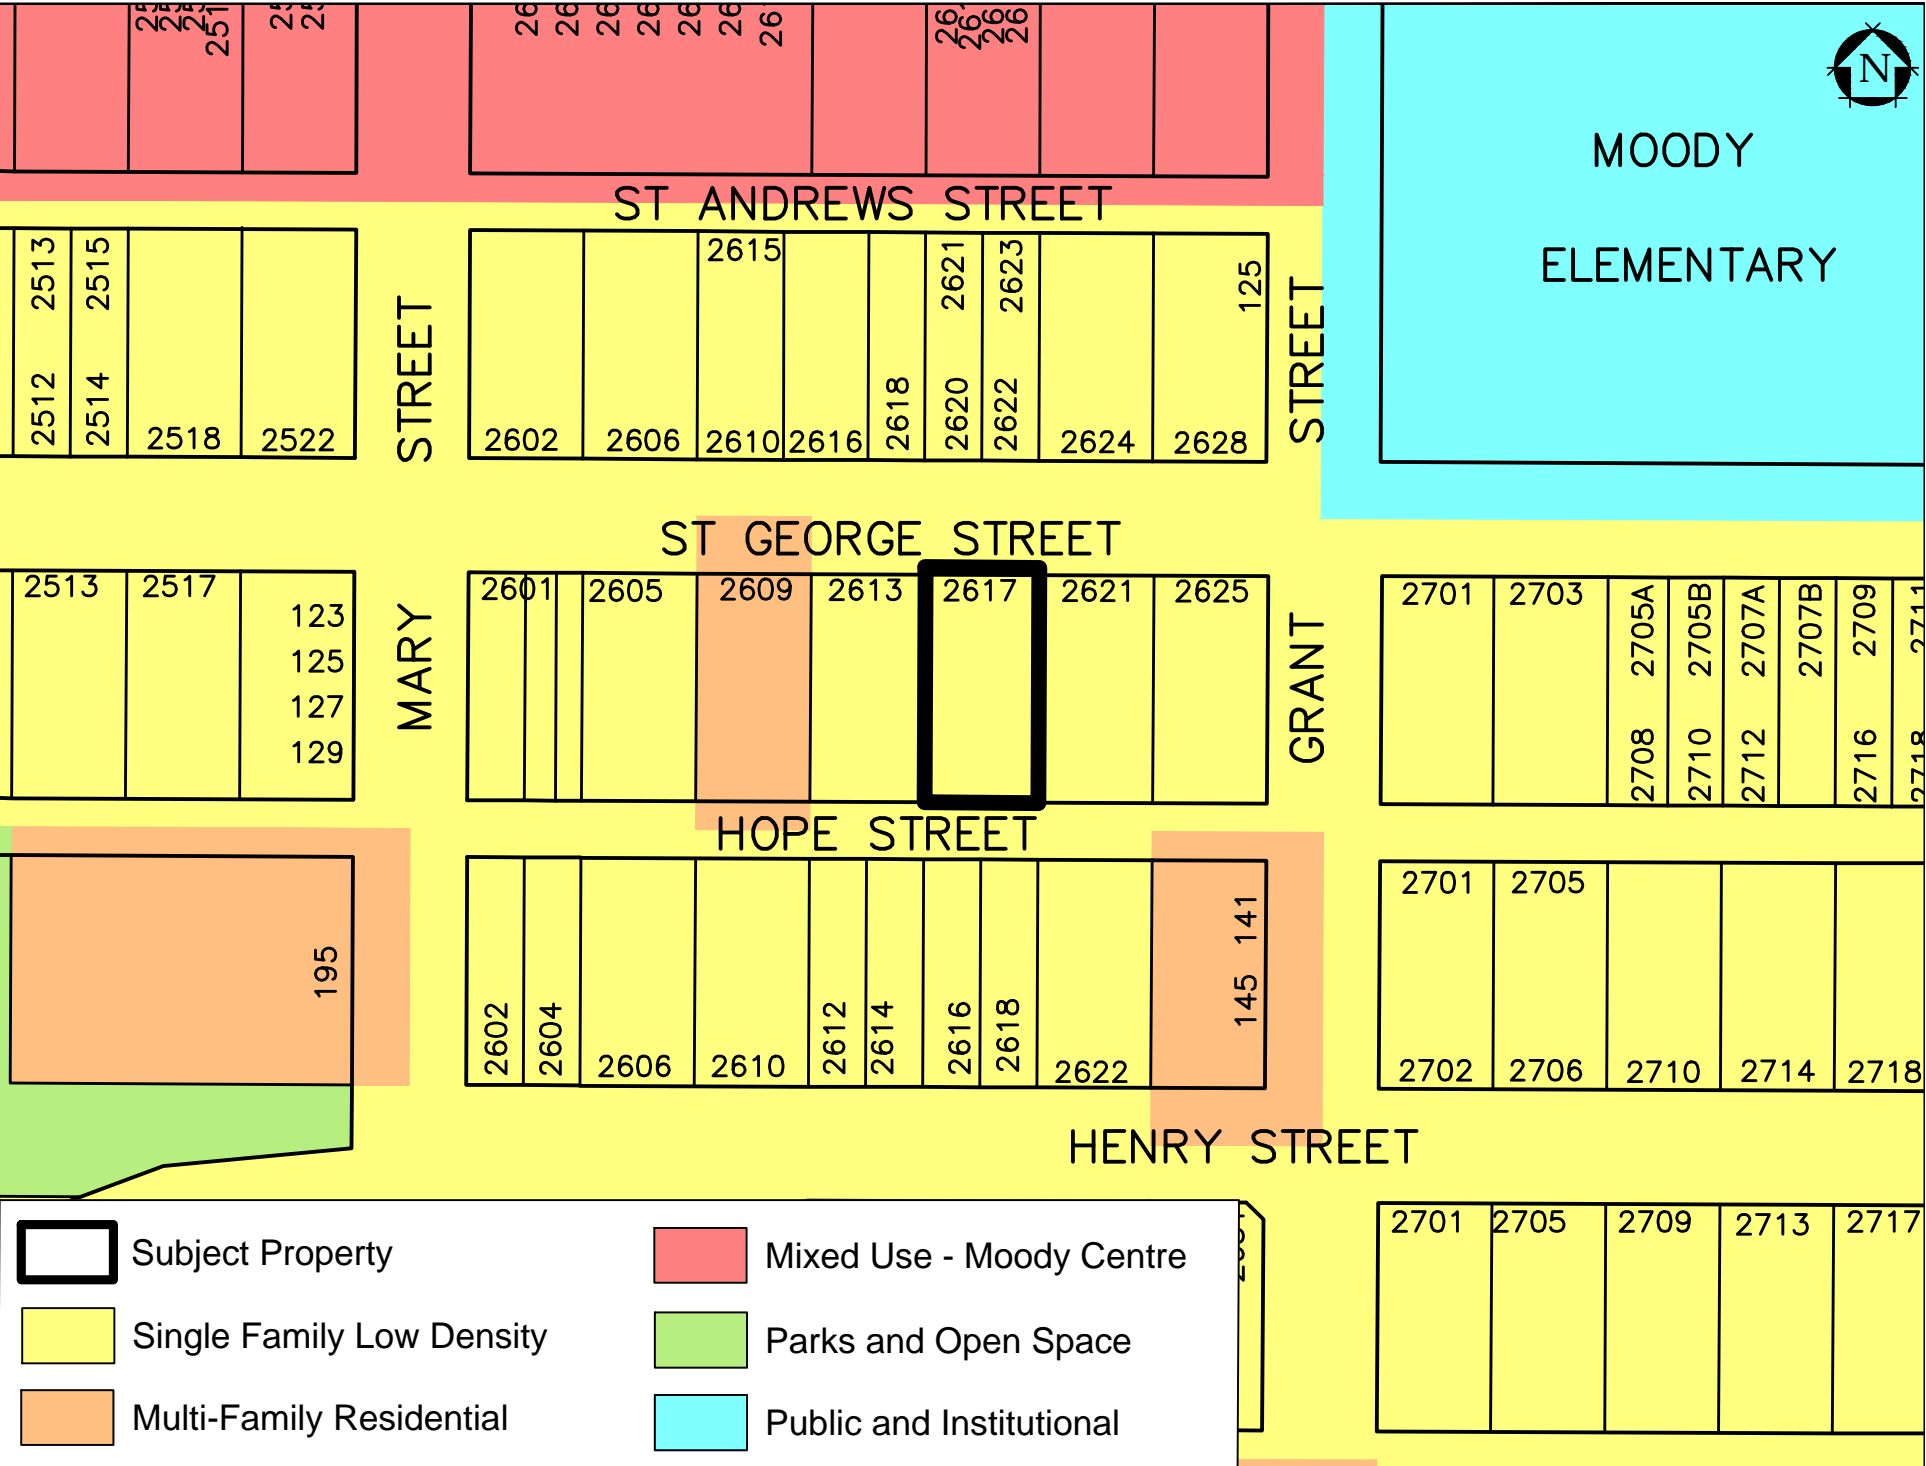 N
MOODY
ELEMENTARY
ST ANDREWS STREET
2513 2515
2512 2514 2518 2522
STREET
2615 2621 2623 125
2602 2606 2610 2616 2618 2620 2622 2624 2628
STREET
ST GEORGE STREET
2513 2517
123
125
127
129
MARY
2601 2605 2609 2613 2617 2621 2625
GRANT
2701 2703 2705A 2705B 2707A 2707B 2709 2711
2708 2710 2712 2716 2718
HOPE STREET
195
2602 2604 2606 2610 2612 2614 2616 2618 2622
145 141
2701 2705
2702 2706 2710 2714 2718
HENRY STREET
2701 2705 2709 2713 2717
Subject Property
Single Family Low Density
Multi-Family Residential
Mixed Use - Moody Centre
Parks and Open Space
Public and Institutional